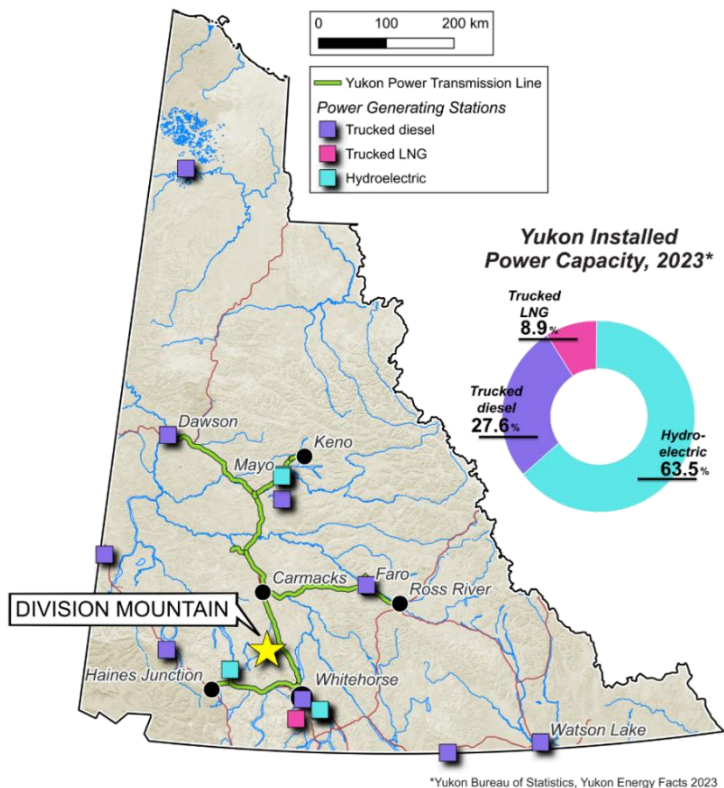 0 100 200 km
Yukon Power Transmission Line
Power Generating Stations
Trucked diesel
Trucked LNG
Hydroelectric
Yukon Installed
Power Capacity, 2023*
Trucked
LNG
8.9%
Trucked
diesel
27.6%
Hydro-
electric
63.5%
Dawson
Keno
Mayo
Carmacks
Faro
Ross River
DIVISION MOUNTAIN
Haines Junction
Whitehorse
Watson Lake
*Yukon Bureau of Statistics, Yukon Energy Facts 2023